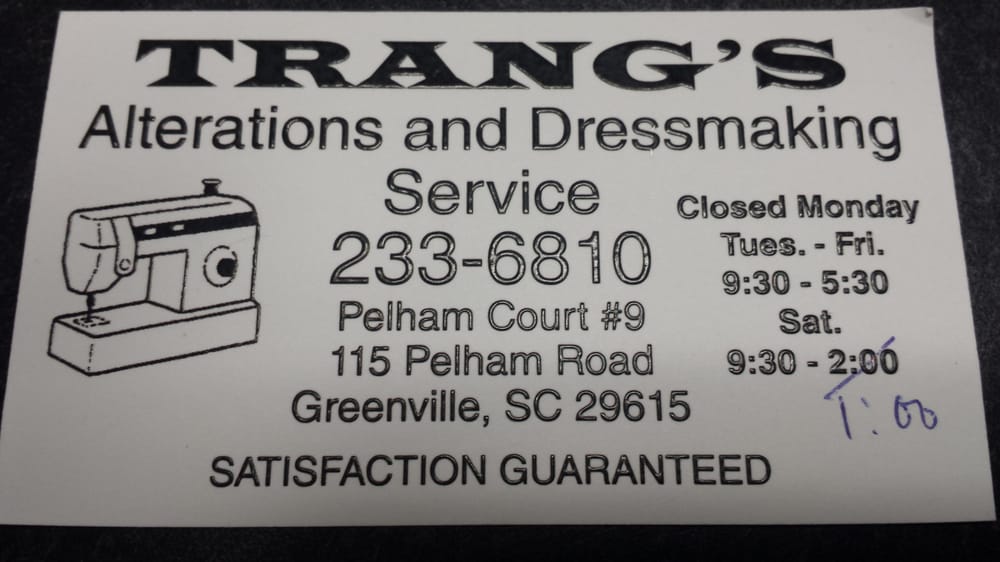 TRANG'S
Alterations and Dressmaking
Service
233-6810
Pelham Court #9
115 Pelham Road
Greenville, SC 29615
Closed Monday
Tues. - Fri.
9:30 - 5:30
Sat.
9:30 - 2:00
1:00
SATISFACTION GUARANTEED